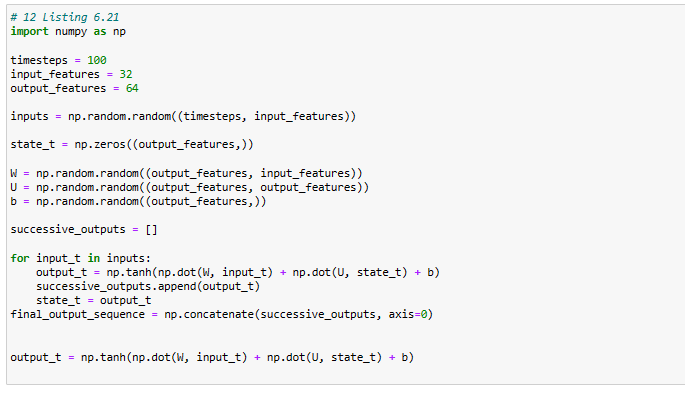 # 12 Listing 6.21
import numpy as np
timesteps = 100
input_features = 32
output_features = 64
inputs = np.random.random((timesteps, input_features))
state_t = np.zeros((output_features,))
W = np.random.random((output_features, input_features))
U = np.random.random((output_features, output_features))
b = np.random.random((output_features,))
successive_outputs = []
for input_t in inputs:
    output_t = np.tanh(np.dot(W, input_t) + np.dot(U, state_t) + b)
    successive_outputs.append(output_t)
    state_t = output_t
final_output_sequence = np.concatenate(successive_outputs, axis=0)
output_t = np.tanh(np.dot(W, input_t) + np.dot(U, state_t) + b)